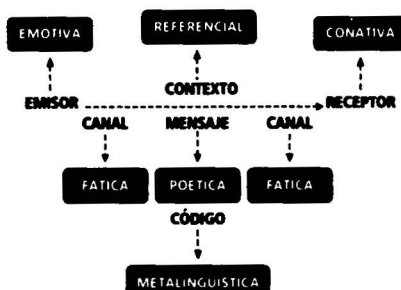 EMOTIVA REFERENCIAL CONATIVA
CONTEXTO
EMISOR RECEPTOR
CANAL MENSAJE CANAL
FATICA POETICA FATICA
CÓDIGO
METALINGUISTICA